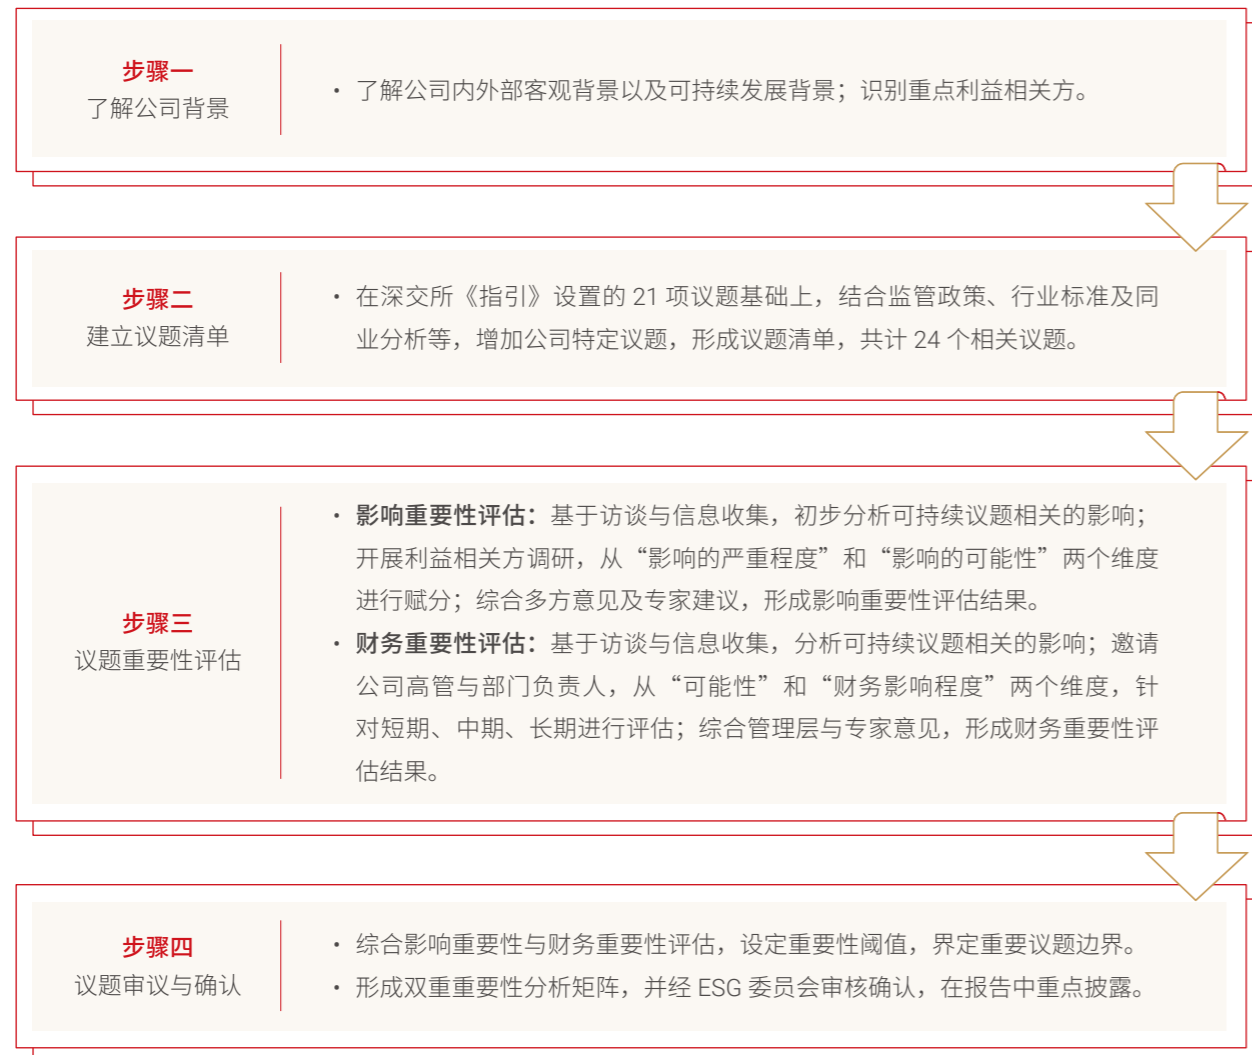 步骤一
了解公司背景
• 了解公司内外部客观背景以及可持续发展背景；识别重点利益相关方。
步骤二
建立议题清单
• 在深交所《指引》设置的 21 项议题基础上，结合监管政策、行业标准及同
业分析等，增加公司特定议题，形成议题清单，共计 24 个相关议题。
步骤三
议题重要性评估
• 影响重要性评估：基于访谈与信息收集，初步分析可持续议题相关的影响；
开展利益相关方调研，从“影响的严重程度”和“影响的可能性”两个维度
进行赋分；综合多方意见及专家建议，形成影响重要性评估结果。
• 财务重要性评估：基于访谈与信息收集，分析可持续议题相关的影响；邀请
公司高管与部门负责人，从“可能性”和“财务影响程度”两个维度，针
对短期、中期、长期进行评估；综合管理层与专家意见，形成财务重要性评
估结果。
步骤四
议题审议与确认
• 综合影响重要性与财务重要性评估，设定重要性阈值，界定重要议题边界。
• 形成双重重要性分析矩阵，并经 ESG 委员会审核确认，在报告中重点披露。